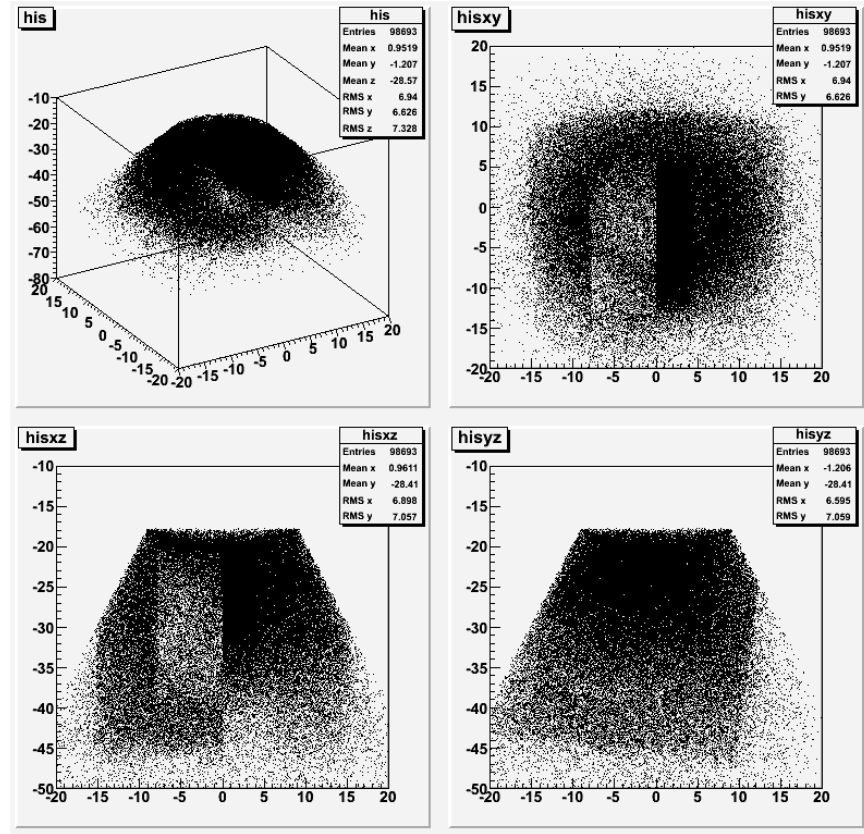 his
his
Entries 98693
Mean x 0.9519
Mean y -1.207
Mean z -28.57
RMS x 6.94
RMS y 6.626
RMS z 7.328
-10
-20
-30
-40
-50
-60
-70
-80
20
15
10
5
0
-5
-10
-15
-20
-20
-15
-10
-5
0
5
10
15
20
hisxy
hisxy
Entries 98693
Mean x 0.9519
Mean y -1.207
RMS x 6.94
RMS y 6.626
20
15
10
5
0
-5
-10
-15
-20
-20 -15 -10 -5 0 5 10 15 20
hisxz
hisxz
Entries 98693
Mean x 0.9611
Mean y -28.41
RMS x 6.898
RMS y 7.057
-10
-15
-20
-25
-30
-35
-40
-45
-50
-20 -15 -10 -5 0 5 10 15 20
hisyz
hisyz
Entries 98693
Mean x -1.206
Mean y -28.41
RMS x 6.595
RMS y 7.059
-10
-15
-20
-25
-30
-35
-40
-45
-50
-20 -15 -10 -5 0 5 10 15 20